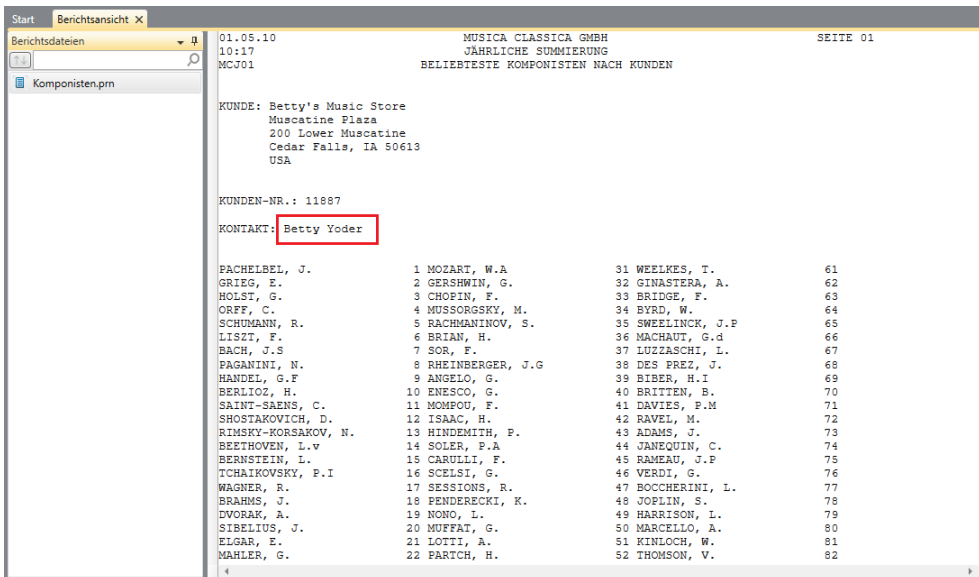 Start Berichtsansicht ×
Berichtsdateien
Komponisten.prn
01.05.10 MUSICA CLASSICA GMBH SEITE 01
10:17 JÄHRLICHE SUMMIERUNG
MCJ01 BELIEBTESTE KOMPONISTEN NACH KUNDEN
KUNDE: Betty's Music Store
Muscatine Plaza
200 Lower Muscatine
Cedar Falls, IA 50613
USA
KUNDEN-NR.: 11887
KONTAKT: Betty Yoder
PACHELBEL, J. 1 MOZART, W.A 31 WEELKES, T. 61
GRIEG, E. 2 GERSHWIN, G. 32 GINASTERA, A. 62
HOLST, G. 3 CHOPIN, F. 33 BRIDGE, F. 63
ORFF, C. 4 MUSSORGSKY, M. 34 BYRD, W. 64
SCHUMANN, R. 5 RACHMANINOV, S. 35 SWEELINCK, J.P 65
LISZT, F. 6 BRIAN, H. 36 MACHAUT, G.d 66
BACH, J.S 7 SOR, F. 37 LUZZASCHI, L. 67
PAGANINI, N. 8 RHEINBERGER, J.G 38 DES PREZ, J. 68
HANDEL, G.F 9 ANGELO, G. 39 BIBER, H.I 69
BERLIOZ, H. 10 ENESCO, G. 40 BRITTEN, B. 70
SAINT-SAENS, C. 11 MOMPOU, F. 41 DAVIES, P.M 71
SHOSTAKOVICH, D. 12 ISAAC, H. 42 RAVEL, M. 72
RIMSKY-KORSAKOV, N. 13 HINDEMITH, P. 43 ADAMS, J. 73
BEETHOVEN, L.v 14 SOLER, P.A 44 JANEQUIN, C. 74
BERNSTEIN, L. 15 CARULLI, F. 45 RAMEAU, J.P 75
TCHAIKOVSKY, P.I 16 SCELSI, G. 46 VERDI, G. 76
WAGNER, R. 17 SESSIONS, R. 47 BOCCHERINI, L. 77
BRAHMS, J. 18 PENDERECKI, K. 48 JOPLIN, S. 78
DVORAK, A. 19 NONO, L. 49 HARRISON, L. 79
SIBELIUS, J. 20 MUFFAT, G. 50 MARCELLO, A. 80
ELGAR, E. 21 LOTTI, A. 51 KINLOCH, W. 81
MAHLER, G. 22 PARTCH, H. 52 THOMSON, V. 82